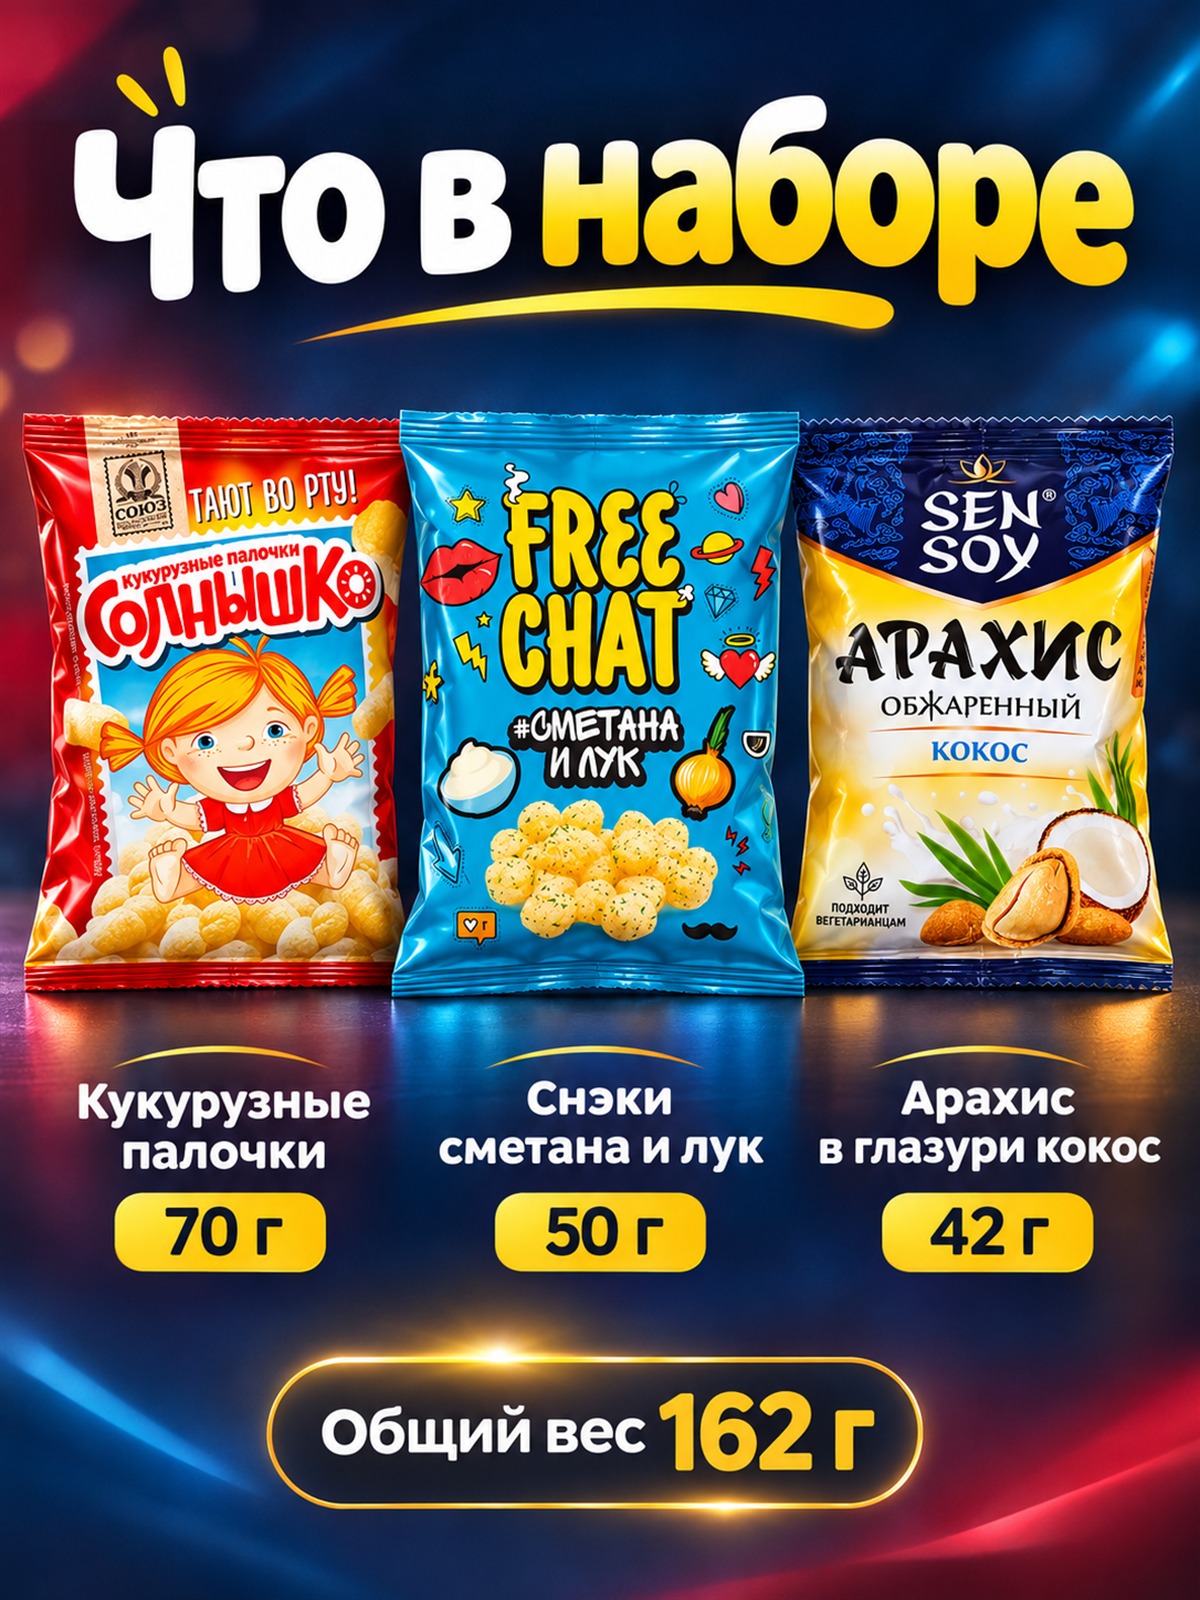 Что в наборе
СОЮЗ
ТАЮТ ВО РТУ!
КУКУРУЗНЫЕ ПАЛОЧКИ
СОЛНЫШКО
FREE
CHAT
#СМЕТАНА
И ЛУК
SEN®
SOY
АРАХИС
ОБЖАРЕННЫЙ
КОКОС
ПОДХОДИТ
ВЕГЕТАРИАНЦАМ
Кукурузные
палочки
70 г
Снэки
сметана и лук
50 г
Арахис
в глазури кокос
42 г
Общий вес 162 г